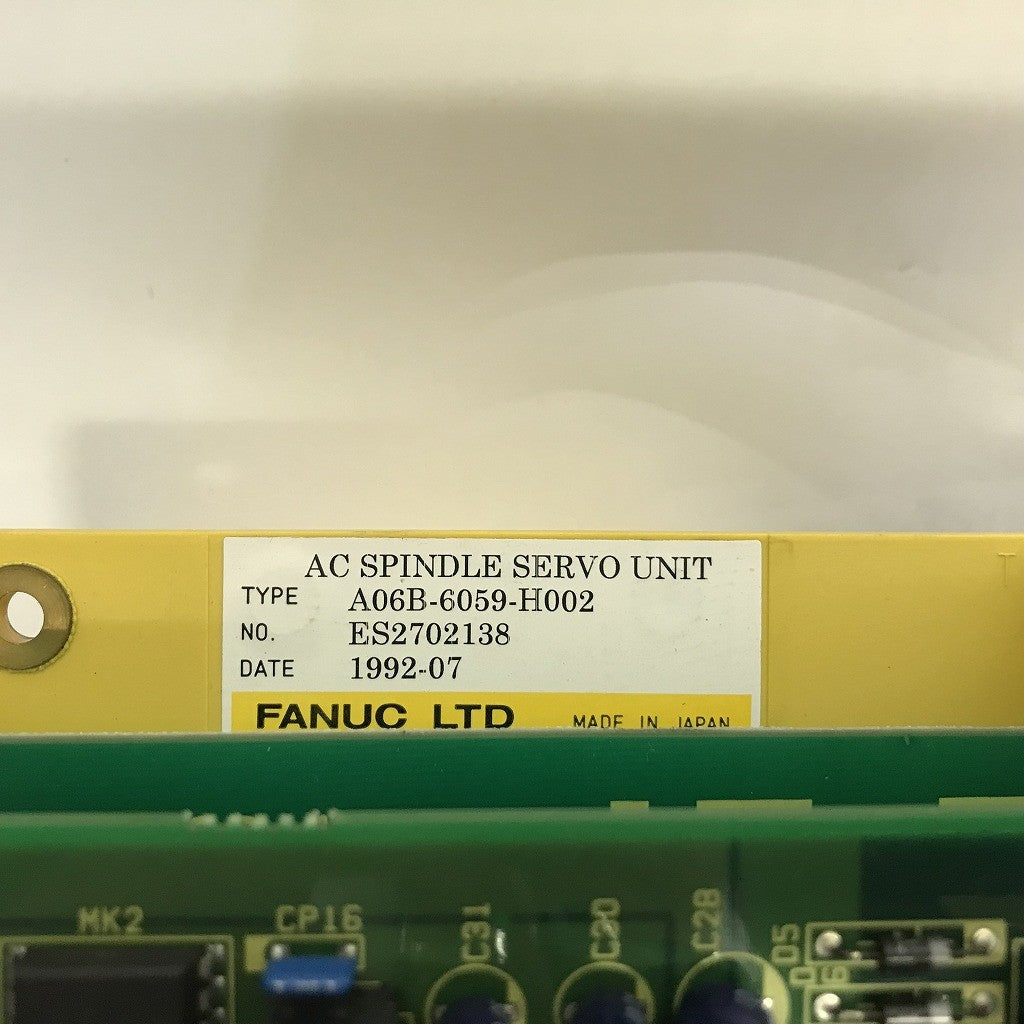 AC SPINDLE SERVO UNIT
TYPE A06B-6059-H002
NO. ES2702138
DATE 1992-07
FANUC LTD MADE IN JAPAN
MK2 CP16 C31 C20 C28 D5
D6